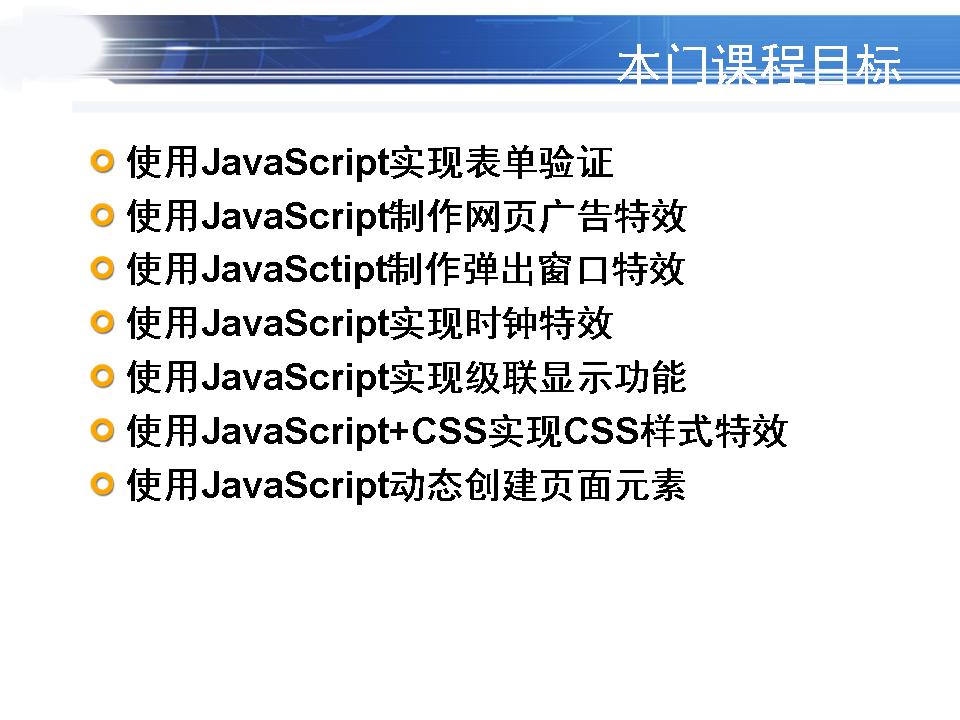 本门课程目标
使用JavaScript实现表单验证
使用JavaScript制作网页广告特效
使用JavaSctipt制作弹出窗口特效
使用JavaScript实现时钟特效
使用JavaScript实现级联显示功能
使用JavaScript+CSS实现CSS样式特效
使用JavaScript动态创建页面元素